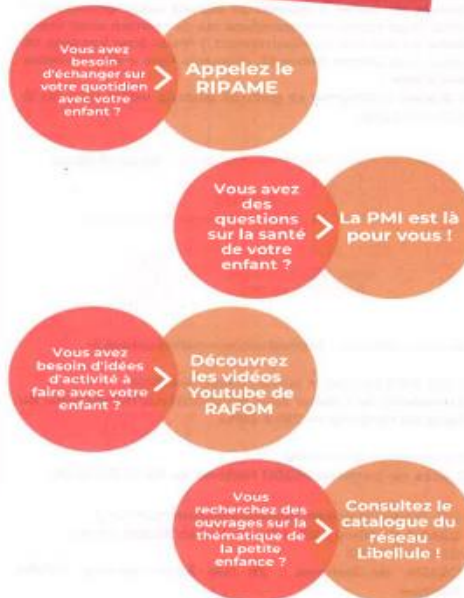 Vous avez
besoin
d'échanger sur
votre quotidien
avec votre
enfant ?
>
Appelez le
RIPAME
Vous avez
des
questions
sur la santé
de votre
enfant ?
>
La PMI est là
pour vous !
Vous avez
besoin d'idées
d'activité à
faire avec votre
enfant ?
>
Découvrez
les vidéos
Youtube de
RAFOM
Vous
recherchez des
ouvrages sur la
thématique de
la petite
enfance ?
>
Consultez le
catalogue du
réseau
Libellule !